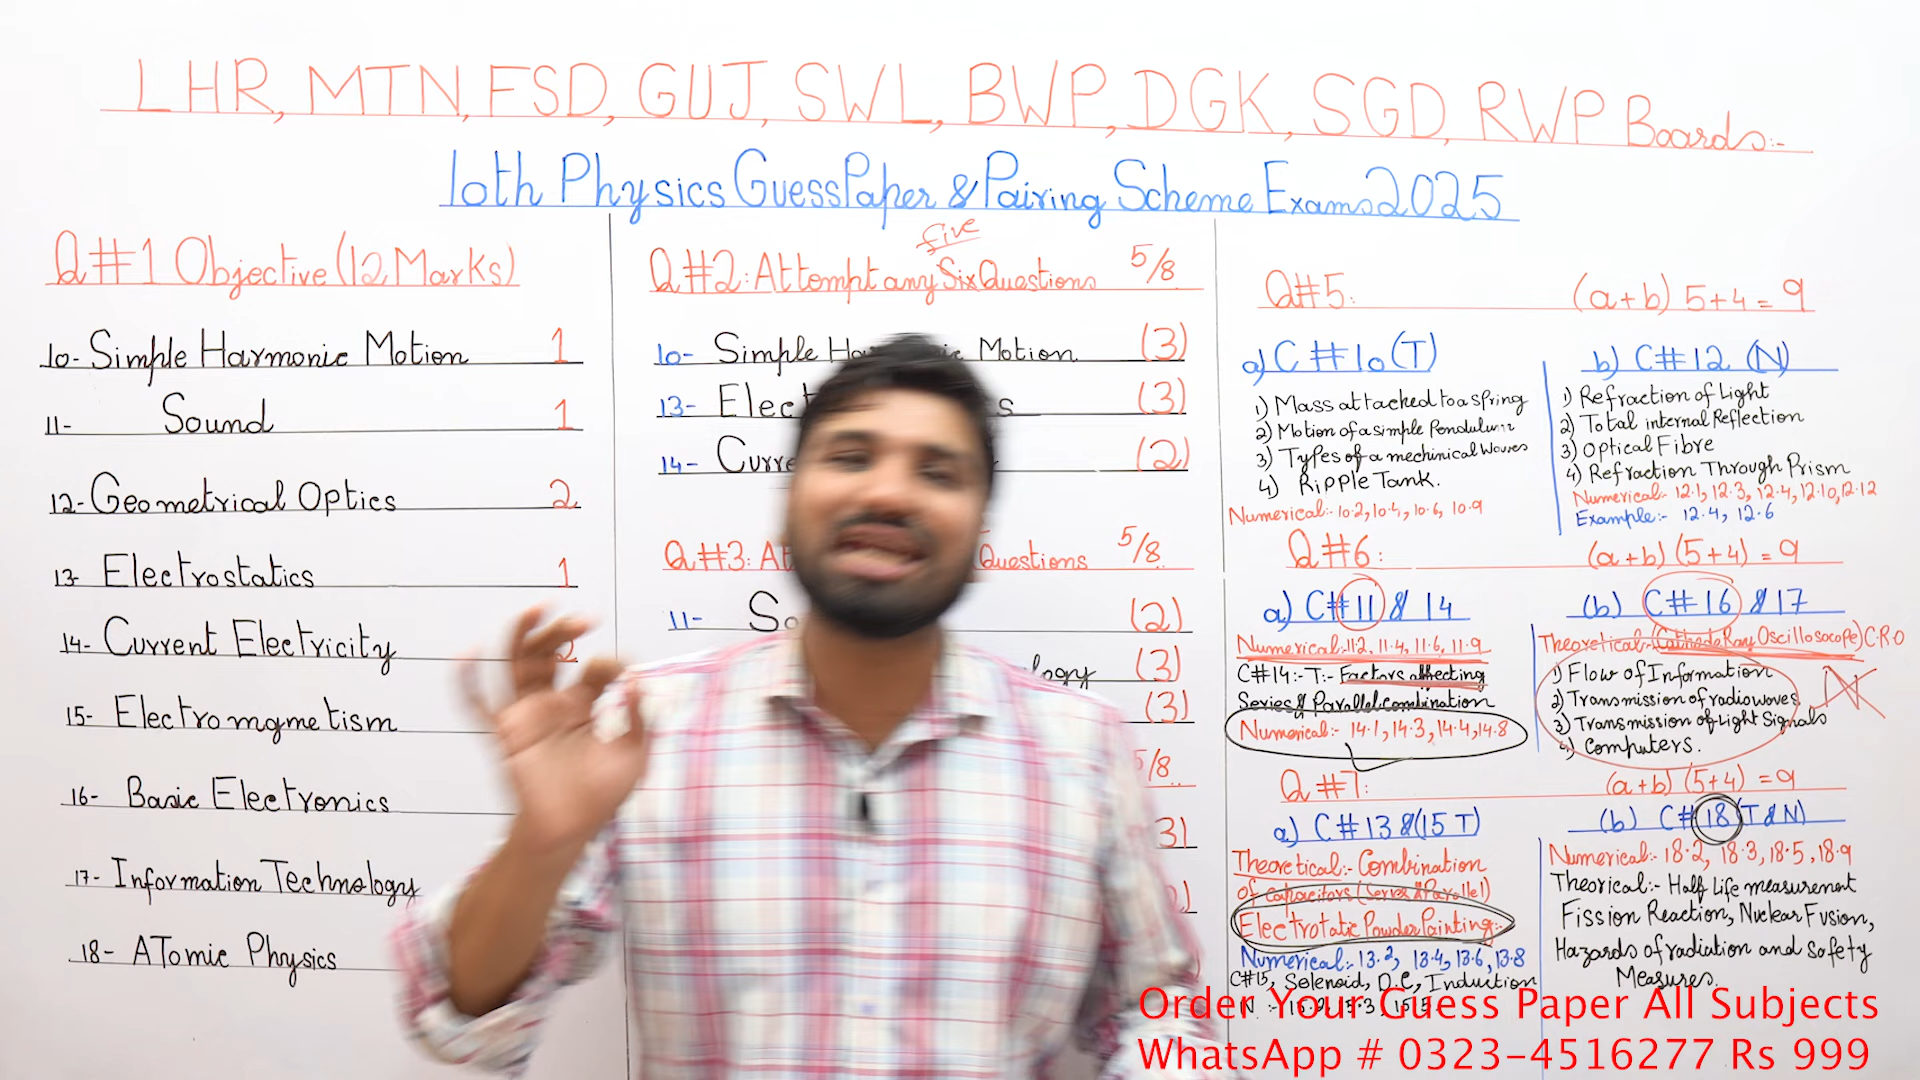 LHR, MTN, FSD, GUJ, SWL, BWP, DGK, SGD, RWP Boards:-
10th Physics Guess Paper & Pairing Scheme Exams 2025
Q#1 Objective (12 Marks)
10- Simple Harmonic Motion 1
11- Sound 1
12- Geometrical Optics 2
13- Electrostatics 1
14- Current Electricity 2
15- Electromgmetism
16- Basic Electronics
17- Information Technology
18- ATomic Physics
five
Q#2: Attempt any Six Questions 5/8
10- Simple Motion (3)
13- (3)
14- (2)
Q#3: Questions 5/8
11- (2)
(3)
(3)
5/8
Q#5: (a+b) 5+4=9
a) C#10(T)
1) Mass attached to a spring
2) Motion of a simple Pendulum
3) Types of a mechinical Waves
4) Ripple Tank.
Numerical:- 10.2, 10.4, 10.6, 10.9
b) C#12 (N)
1) Refraction of Light
2) Total internal Reflection
3) Optical Fibre
4) Refraction Through Prism
Numerical:- 12.1, 12.3, 12.4, 12.10, 12.12
Example:- 12.4, 12.6
Q#6: (a+b) (5+4)=9
a) C#11 & 14
Numerical:- 11.2, 11.4, 11.6, 11.9
C#14:- T:- Factors affecting
Series & Parallel combination
Numerical:- 14.1, 14.3, 14.4, 14.8
(b) C#16 & 17
Theoretical:- (Cathode Ray Oscillosocope) C.R.O
1) Flow of Information
2) Transmission of radiowaves
3) Transmission of Light Signals
4) Computers.
N
Q#7: (a+b) (5+4)=9
a) C#13 & (15 T)
Theoretical:- Combination
of capacitors (Series & Parallel)
Electrotatic Powder Painting:-
Numerical:- 13.2, 13.4, 13.6, 13.8
C#15, Selenoid, D.C, Induction
(b) C#18 (T & N)
Numerical:- 18.2, 18.3, 18.5, 18.9
Theorical:- Half Life measurement
Fission Reaction, Nuclear Fusion,
Hazards of radiution and Safety
Measures.
Order Your Guess Paper All Subjects
WhatsApp # 0323-4516277 Rs 999